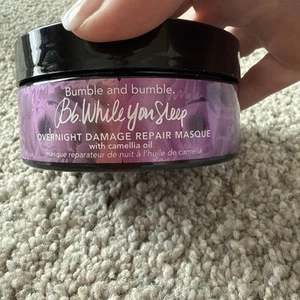 Bumble and bumble.
Bb. While You Sleep
OVERNIGHT DAMAGE REPAIR MASQUE
with camellia oil
masque réparateur de nuit à l'huile de camélia